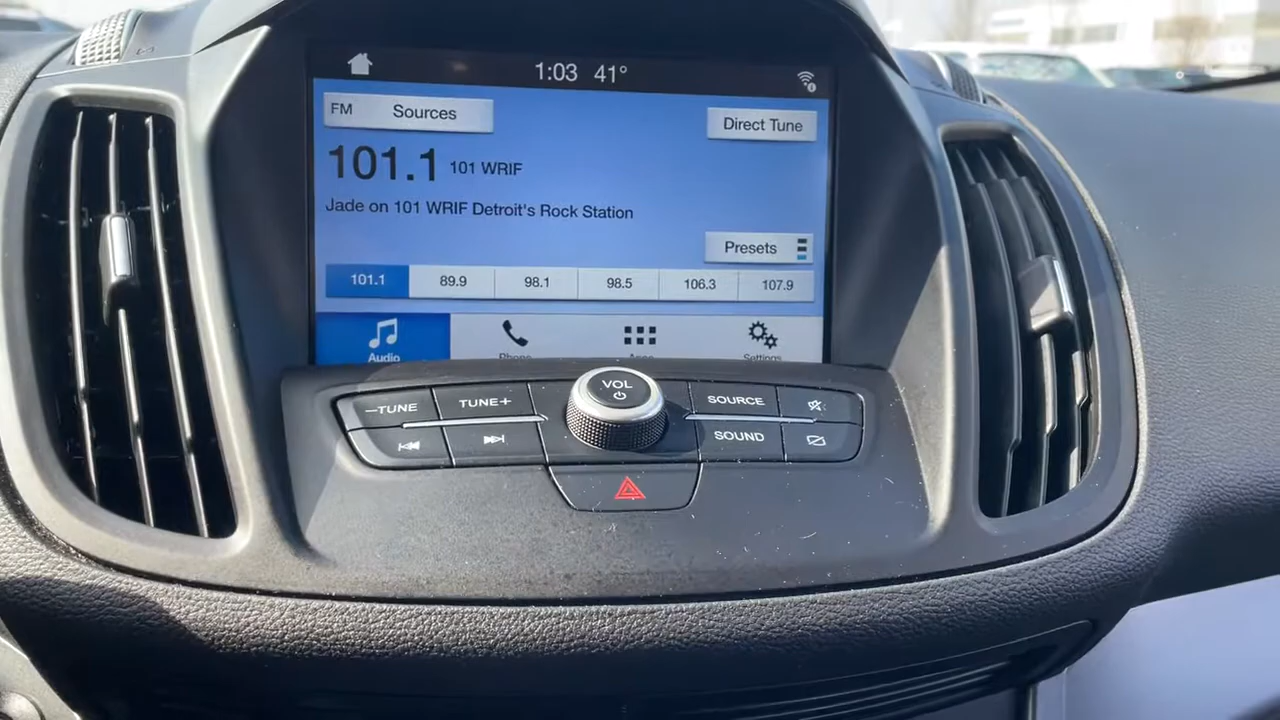 1:03 41°
FM Sources
Direct Tune
101.1 101 WRIF
Jade on 101 WRIF Detroit's Rock Station
Presets
101.1 89.9 98.1 98.5 106.3 107.9
Audio Phone Apps Settings
VOL
–TUNE TUNE+ SOURCE
SOUND